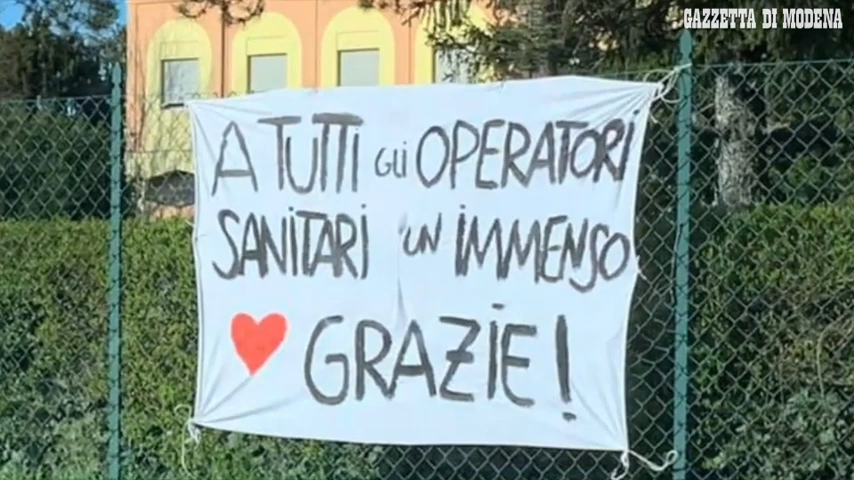 GAZZETTA DI MODENA
A TUTTI GLI OPERATORI
SANITARI UN IMMENSO
GRAZIE!